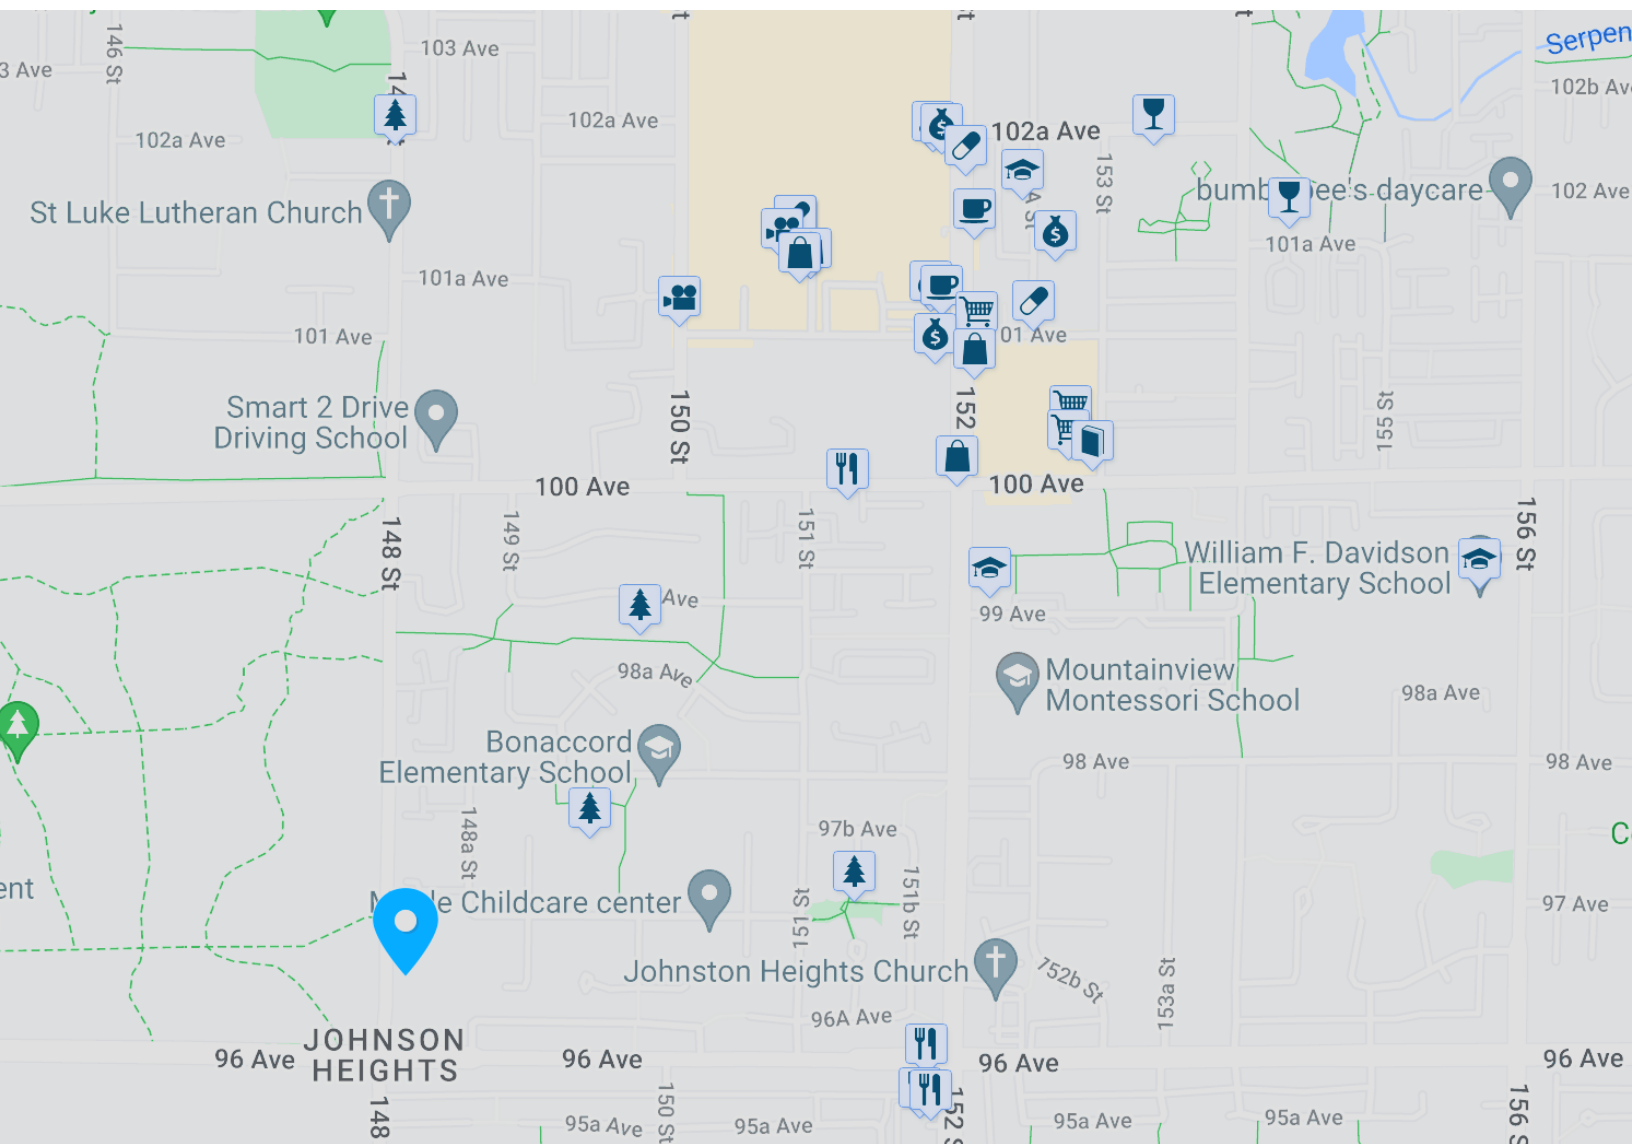 103 Ave
146 St
3 Ave
Serpen
102b Ave
102a Ave
102a Ave
102a Ave
153 St
bumb
bee's daycare
102 Ave
St Luke Lutheran Church
101a Ave
101a Ave
101 Ave
01 Ave
Smart 2 Drive
Driving School
150 St
152
155 St
100 Ave
100 Ave
148 St
149 St
151 St
156 St
William F. Davidson
Elementary School
Ave
99 Ave
98a Ave
Mountainview
Montessori School
98a Ave
Bonaccord
Elementary School
98 Ave
98 Ave
148a St
97b Ave
ent
le Childcare center
151 St
151b St
97 Ave
Johnston Heights Church
752b St
153a St
96A Ave
JOHNSON
HEIGHTS
96 Ave
96 Ave
96 Ave
96 Ave
148
150 St
95a Ave
95a Ave
152 S
95a Ave
95a Ave
156 S